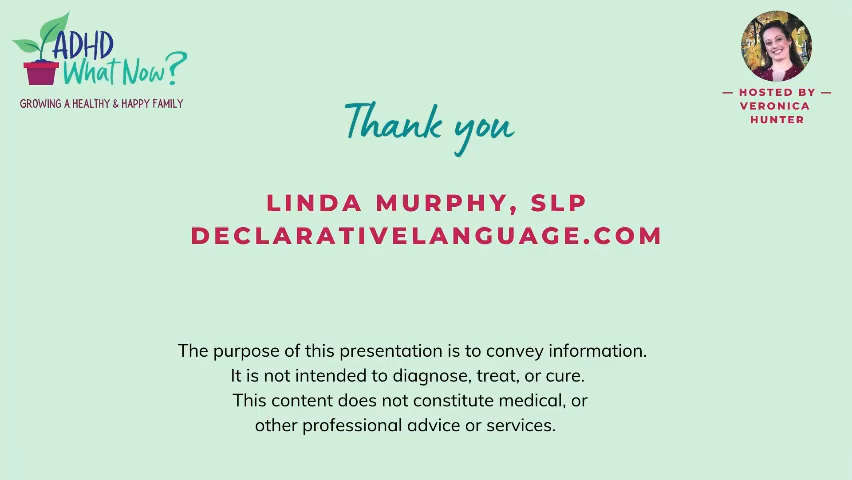 ADHD
What Now?
GROWING A HEALTHY & HAPPY FAMILY
— HOSTED BY —
VERONICA
HUNTER
Thank you
LINDA MURPHY, SLP
DECLARATIVELANGUAGE.COM
The purpose of this presentation is to convey information.
It is not intended to diagnose, treat, or cure.
This content does not constitute medical, or
other professional advice or services.